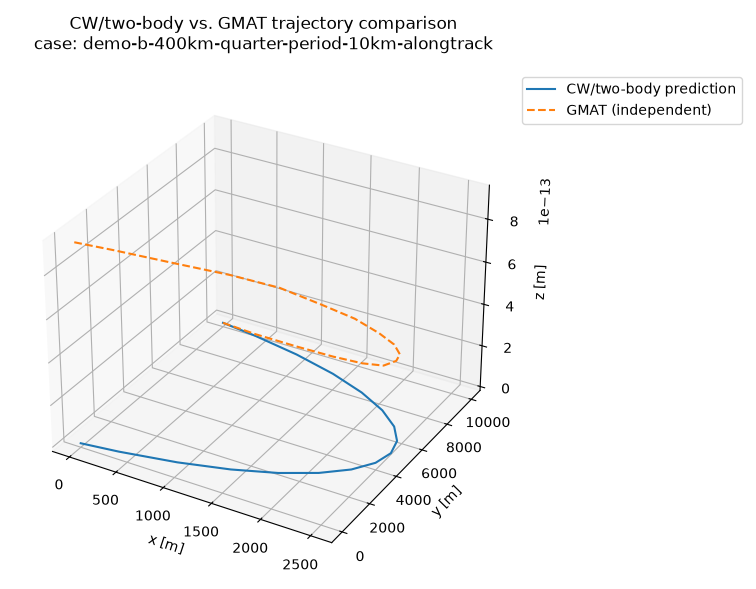 CW/two-body vs. GMAT trajectory comparison
case: demo-b-400km-quarter-period-10km-alongtrack
CW/two-body prediction
GMAT (independent)
1e−13
8
6
4
2
0
z [m]
10000
8000
6000
4000
2000
0
y [m]
0
500
1000
1500
2000
2500
x [m]